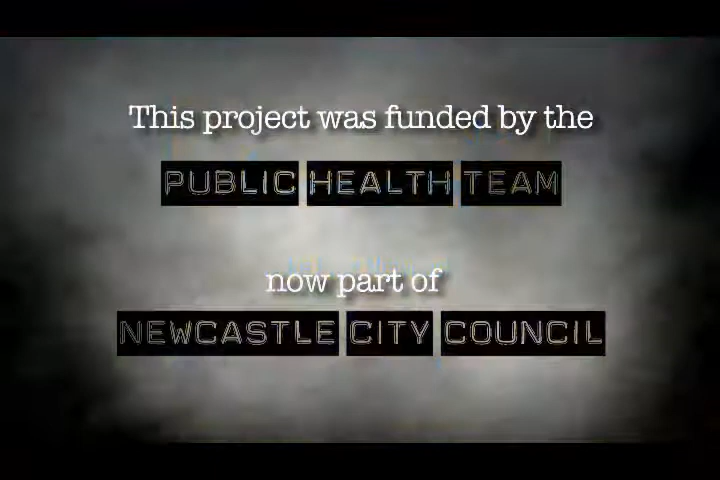 This project was funded by the
PUBLIC HEALTH TEAM
now part of
NEWCASTLE CITY COUNCIL